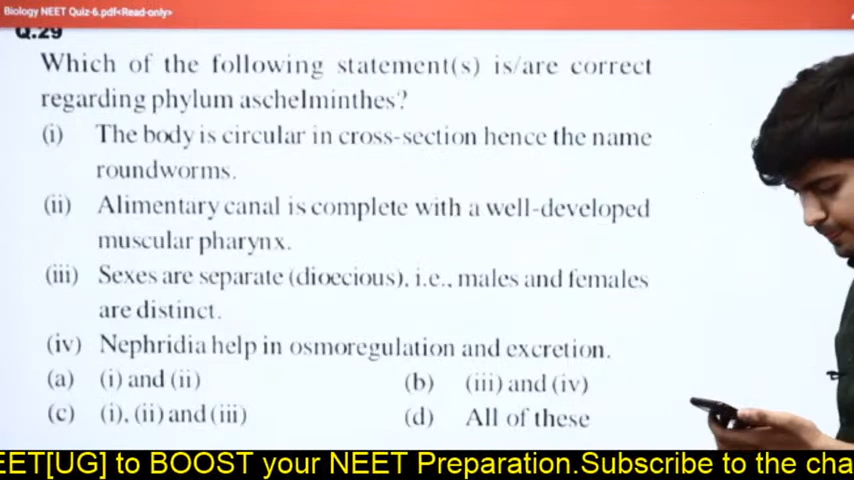 Biology NEET Quiz-6.pdf<Read-only>
Q.29
Which of the following statement(s) is/are correct
regarding phylum aschelminthes?
(i) The body is circular in cross-section hence the name
roundworms.
(ii) Alimentary canal is complete with a well-developed
muscular pharynx.
(iii) Sexes are separate (dioecious), i.e., males and females
are distinct.
(iv) Nephridia help in osmoregulation and excretion.
(a) (i) and (ii) (b) (iii) and (iv)
(c) (i), (ii) and (iii) (d) All of these
EET[UG] to BOOST your NEET Preparation.Subscribe to the cha